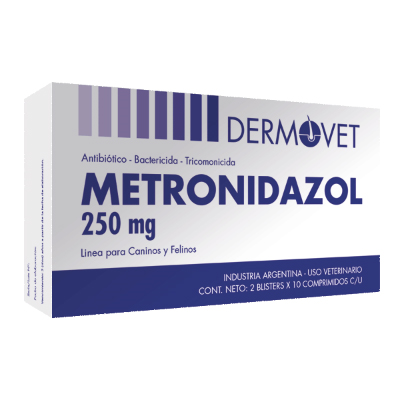 DERMOVET
Antibiótico - Bactericida - Tricomonicida
METRONIDAZOL
250 mg
Linea para Caninos y Felinos
INDUSTRIA ARGENTINA - USO VETERINARIO
CONT. NETO: 2 BLISTERS X 10 COMPRIMIDOS C/U